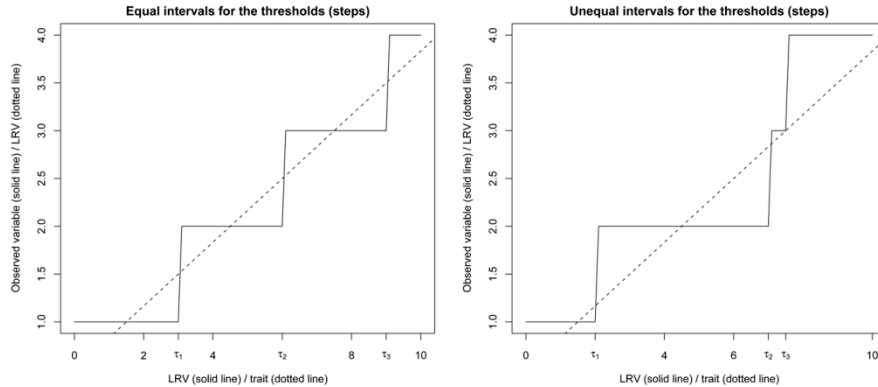 Equal intervals for the thresholds (steps)
Observed variable (solid line) / LRV (dotted line)
4.0
3.5
3.0
2.5
2.0
1.5
1.0
0 2 τ1 4 τ2 8 τ3 10
LRV (solid line) / trait (dotted line)
Unequal intervals for the thresholds (steps)
Observed variable (solid line) / LRV (dotted line)
4.0
3.5
3.0
2.5
2.0
1.5
1.0
0 τ1 4 6 τ2 τ3 10
LRV (solid line) / trait (dotted line)